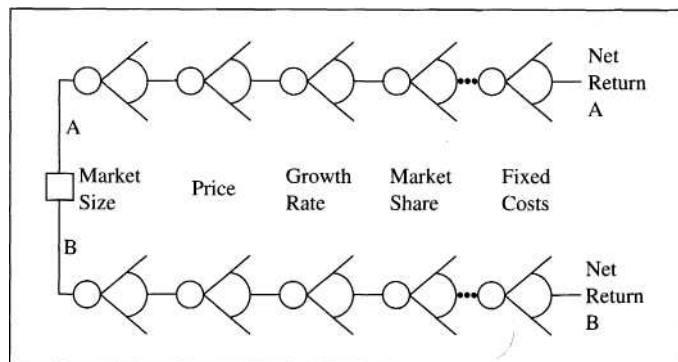 Net
Return
A
A
Market
Size
Price
Growth
Rate
Market
Share
Fixed
Costs
B
Net
Return
B